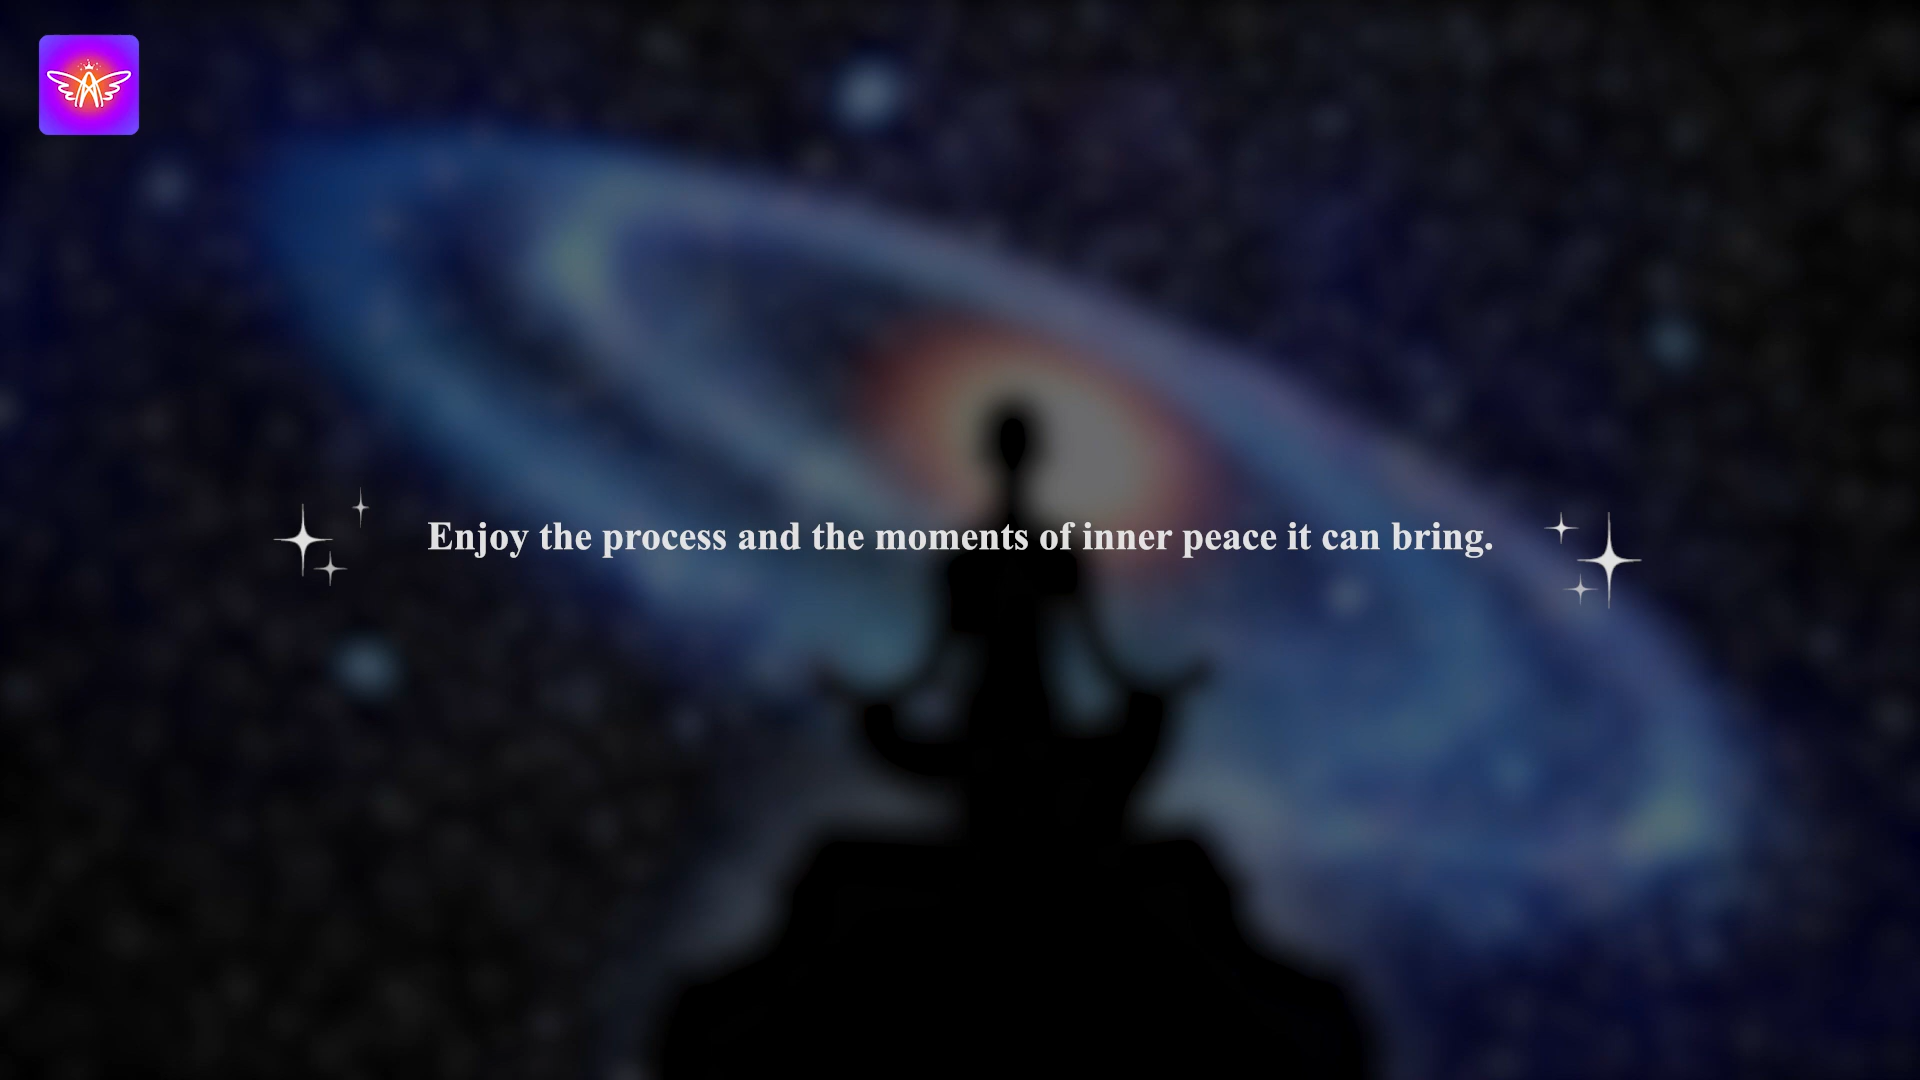 Enjoy the process and the moments of inner peace it can bring.